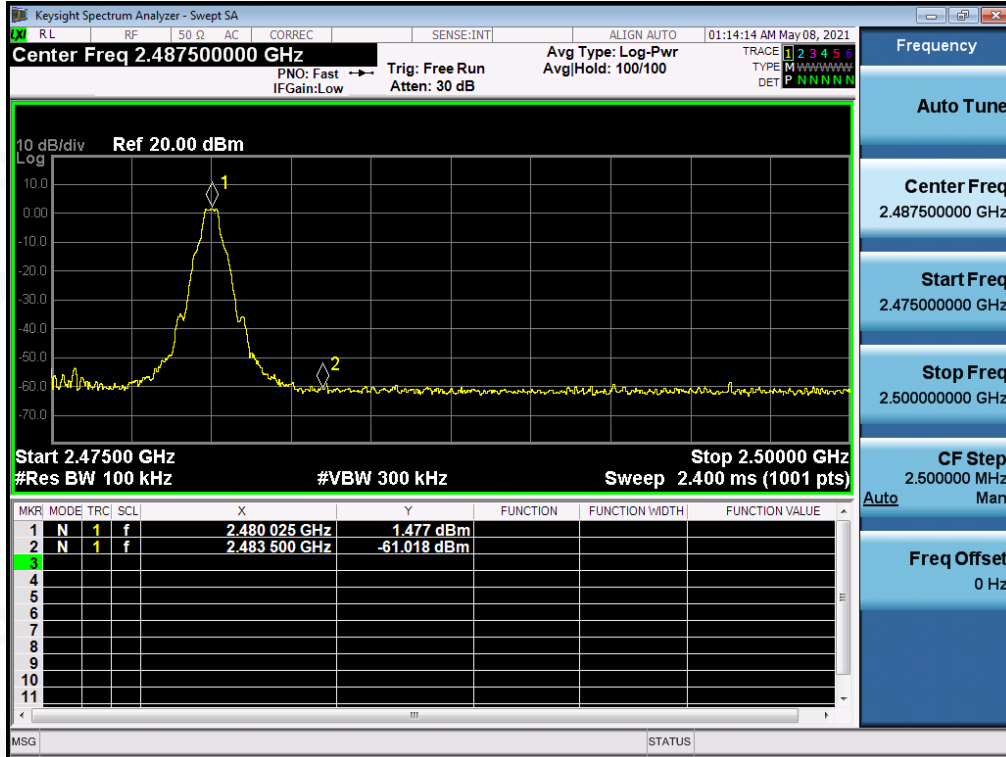 Keysight Spectrum Analyzer - Swept SA
LXI RL RF 50 Ω AC CORREC SENSE:INT ALIGN AUTO 01:14:14 AM May 08, 2021
Center Freq 2.487500000 GHz
PNO: Fast
IFGain:Low
Trig: Free Run
Atten: 30 dB
Avg Type: Log-Pwr
Avg|Hold: 100/100
TRACE 1 2 3 4 5 6
TYPE M WWWWW
DET P N N N N N
10 dB/div Ref 20.00 dBm
Log
10.0
0.00
-10.0
-20.0
-30.0
-40.0
-50.0
-60.0
-70.0
1
2
Start 2.47500 GHz Stop 2.50000 GHz
#Res BW 100 kHz #VBW 300 kHz Sweep 2.400 ms (1001 pts)
MKR MODE TRC SCL X Y FUNCTION FUNCTION WIDTH FUNCTION VALUE
1 N 1 f 2.480 025 GHz 1.477 dBm
2 N 1 f 2.483 500 GHz -61.018 dBm
3
4
5
6
7
8
9
10
11
MSG STATUS
Frequency
Auto Tune
Center Freq
2.487500000 GHz
Start Freq
2.475000000 GHz
Stop Freq
2.500000000 GHz
CF Step
2.500000 MHz
Auto Man
Freq Offset
0 Hz